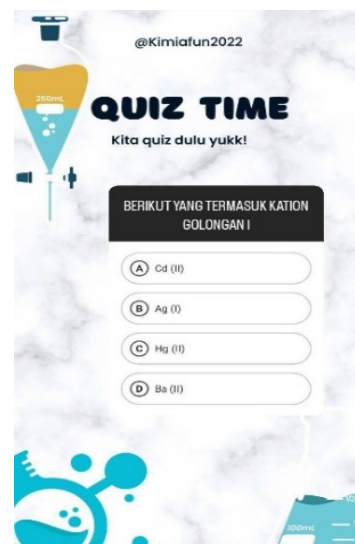 @Kimiafun2022
250mL
QUIZ TIME
Kita quiz dulu yukk!
BERIKUT YANG TERMASUK KATION
GOLONGAN I
A Cd (II)
B Ag (I)
C Hg (II)
D Ba (II)
100mL